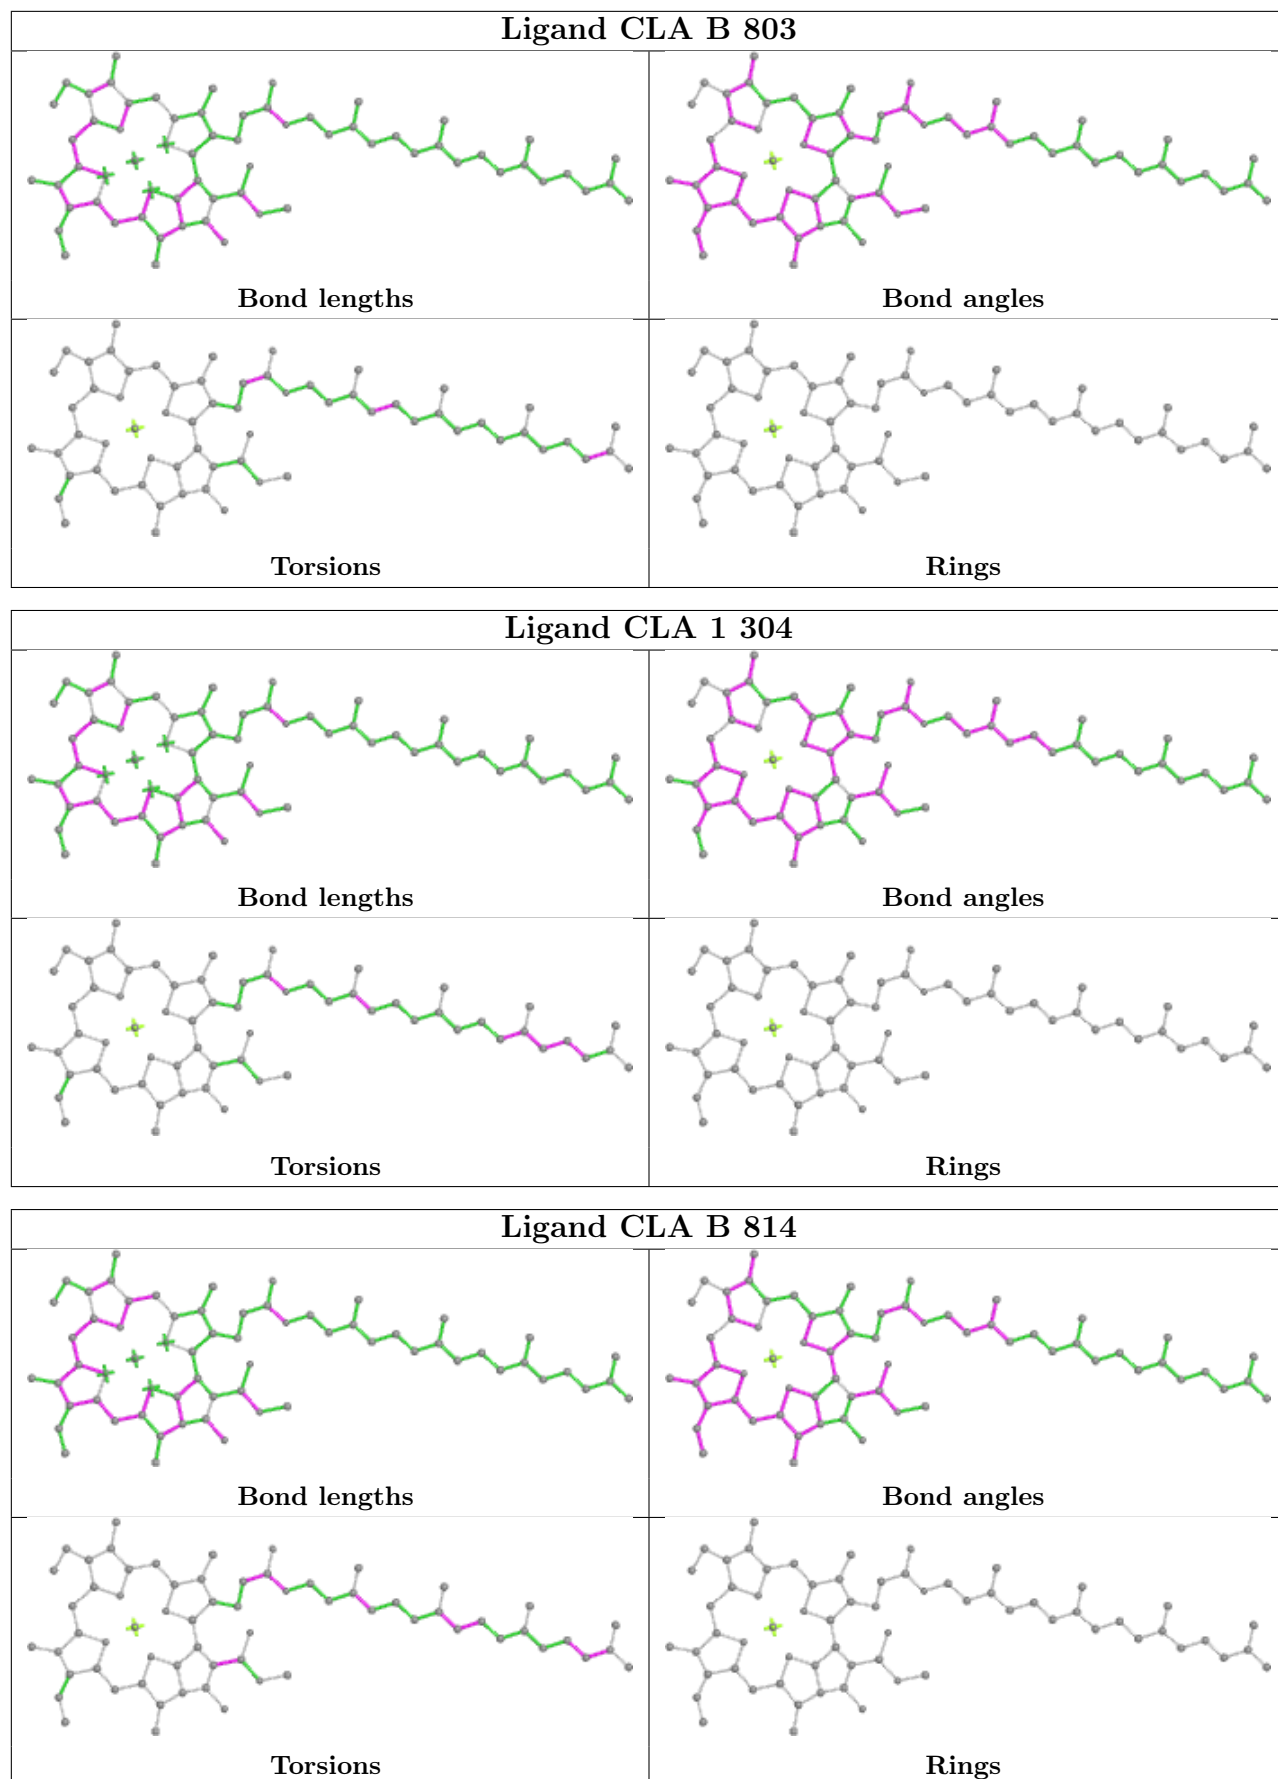 Ligand CLA B 803
Bond lengths
Bond angles
Torsions
Rings
Ligand CLA 1 304
Bond lengths
Bond angles
Torsions
Rings
Ligand CLA B 814
Bond lengths
Bond angles
Torsions
Rings